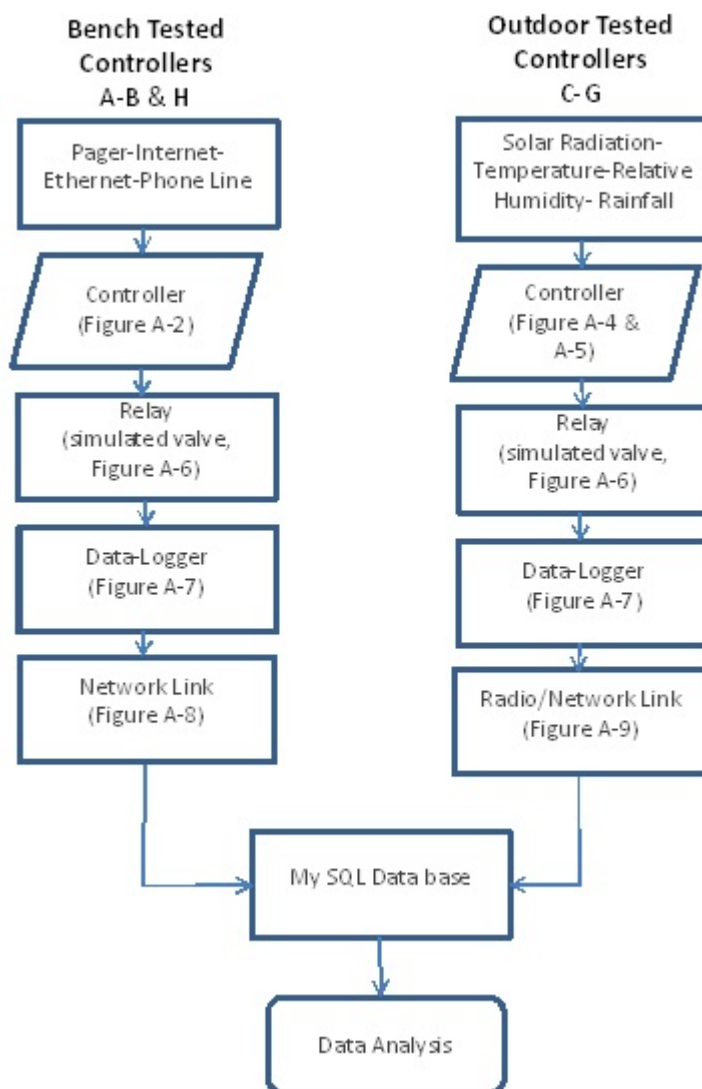 Bench Tested
Controllers
A-B & H
Pager-Internet-
Ethernet-Phone Line
Controller
(Figure A-2)
Relay
(simulated valve,
Figure A-6)
Data-Logger
(Figure A-7)
Network Link
(Figure A-8)
Outdoor Tested
Controllers
C-G
Solar Radiation-
Temperature-Relative
Humidity- Rainfall
Controller
(Figure A-4 &
A-5)
Relay
(simulated valve,
Figure A-6)
Data-Logger
(Figure A-7)
Radio/Network Link
(Figure A-9)
My SQL Data base
Data Analysis